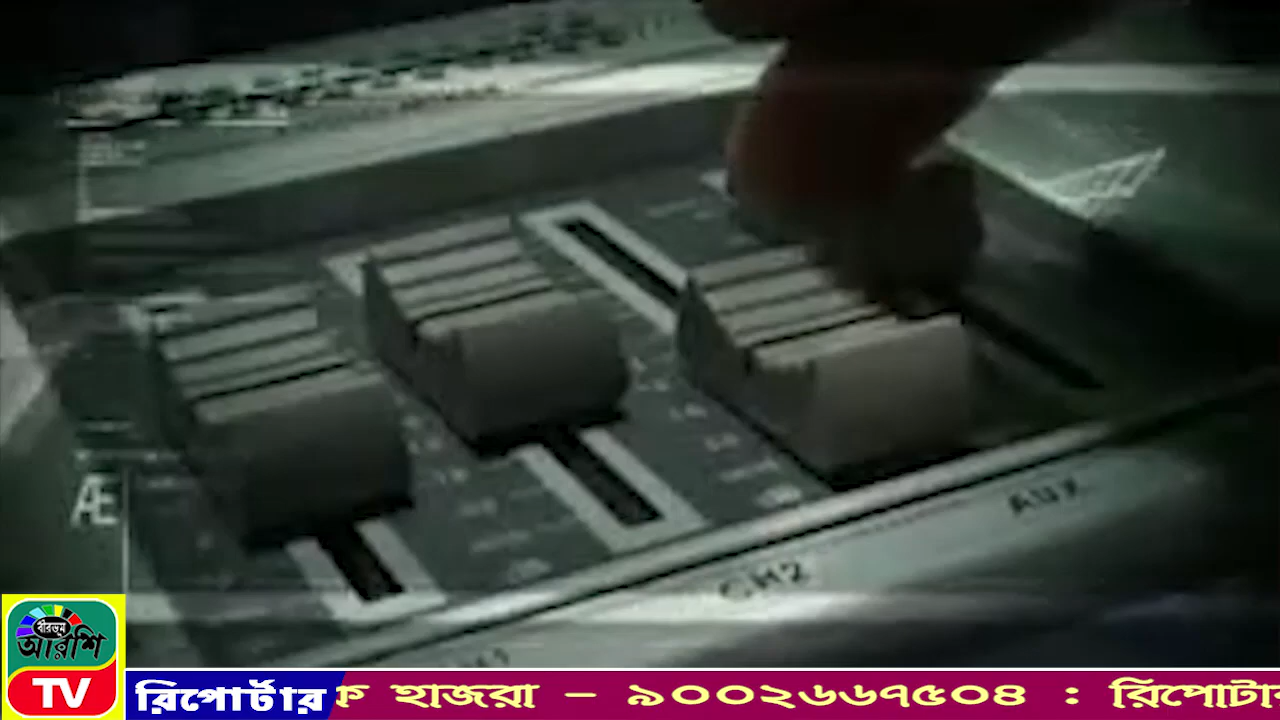 Æ
AUX
CH2
বীরভূম
আরশি
TV
রিপোর্টার
ক হাজরা – ৯০০২৬৬৭৫০৪ : রিপোর্টার